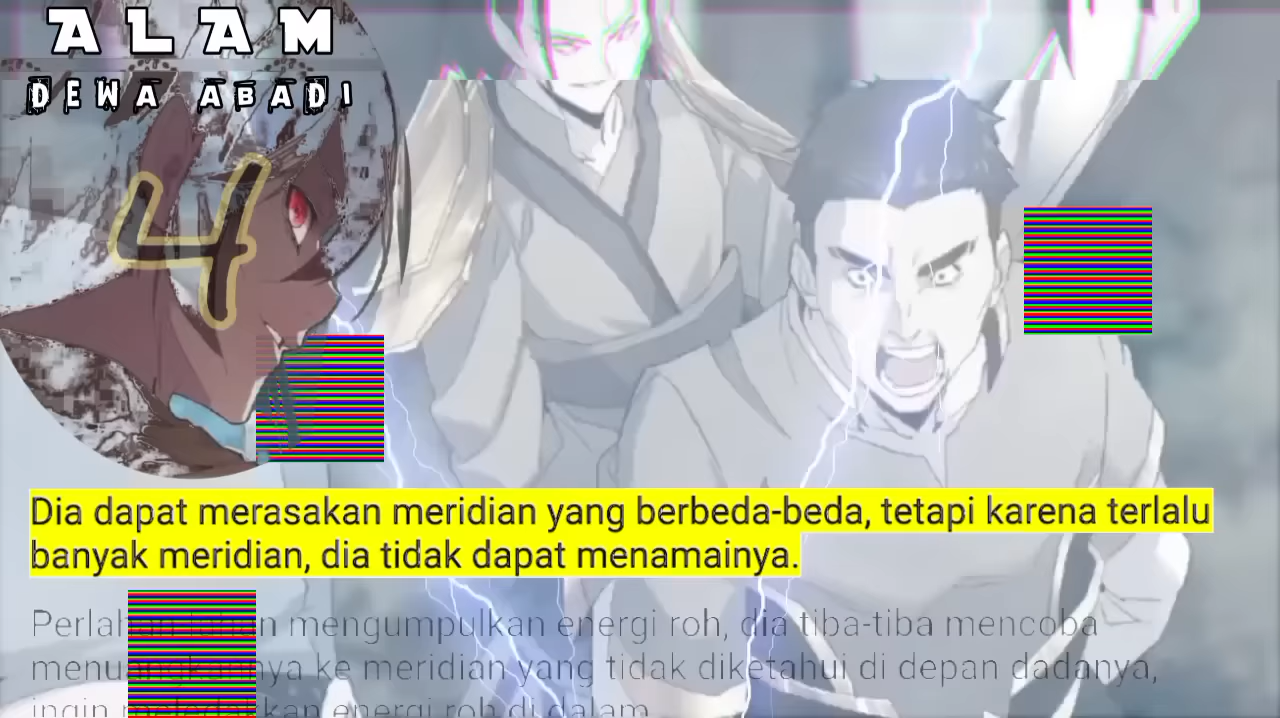 ALAM
DEWA ABADI
4
Dia dapat merasakan meridian yang berbeda-beda, tetapi karena terlalu
banyak meridian, dia tidak dapat menamainya.
mengumpulkan energi roh, dia tiba-tiba mencoba
ke meridian yang tidak diketahui di depan dadanya,
ingin meledakkan energi roh di dalam